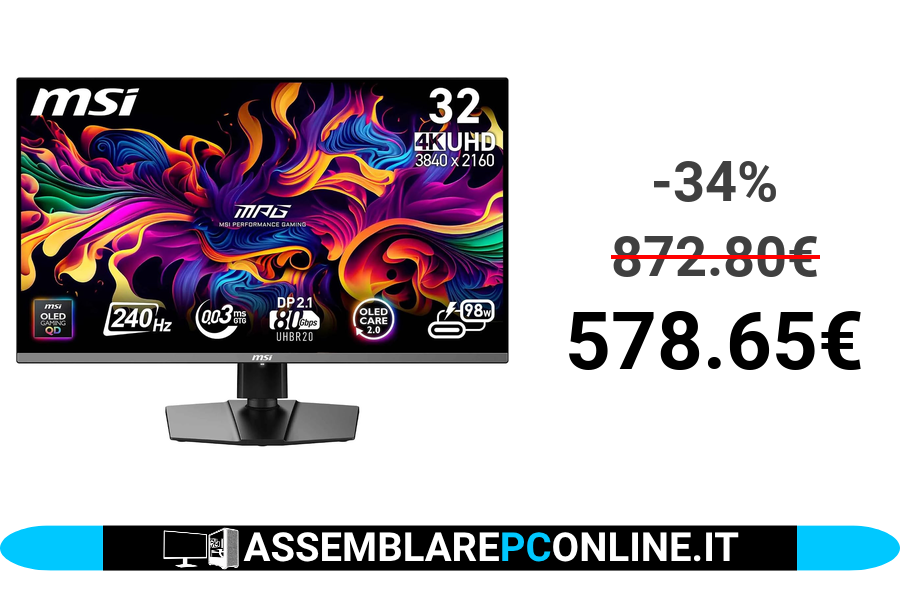 msi
32
4K UHD
3840 x 2160
MPG
MSI PERFORMANCE GAMING
msi
OLED
GAMING
QD
240Hz
0,03 ms
GTG
DP 2.1
80 Gbps
UHBR20
OLED
CARE
2.0
98W
msi
-34%
872.80€
578.65€
ASSEMBLAREPCONLINE.IT